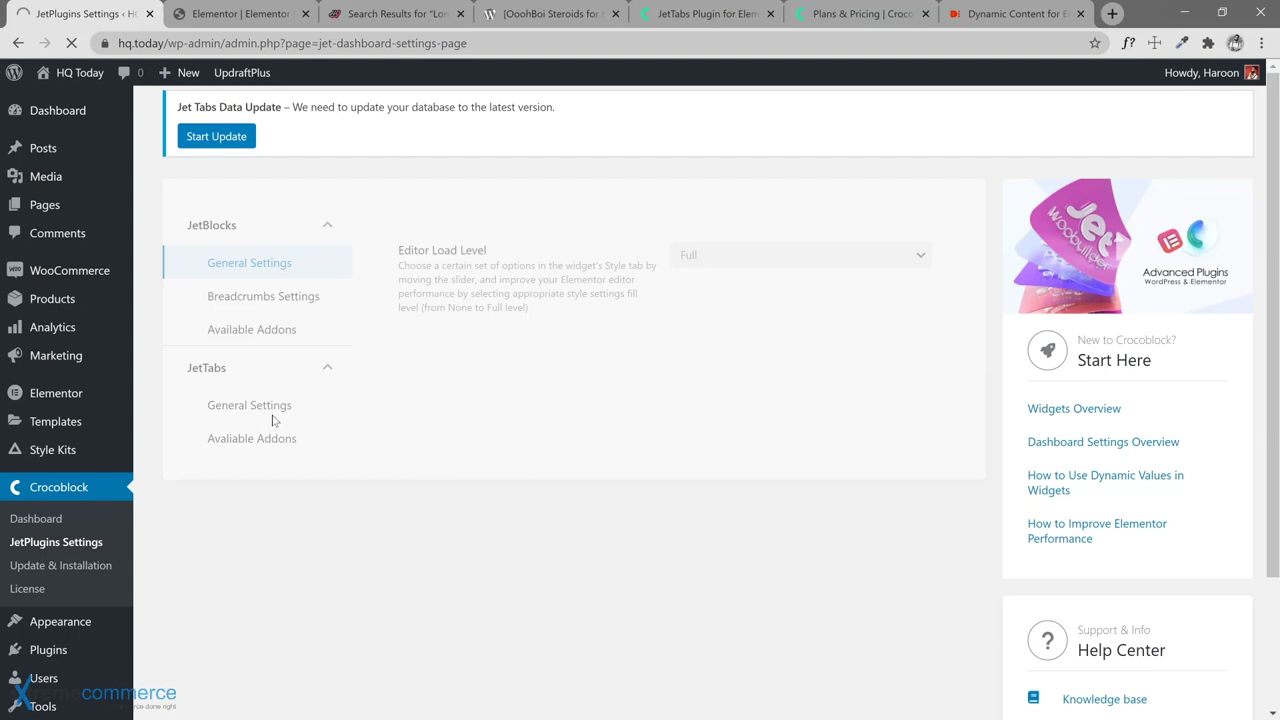 JetPlugins Settings ‹ HQ
Elementor | Elementor
Search Results for "Lor
[OoohBoi Steroids for
JetTabs Plugin for Elem
Plans & Pricing | Croco
Dynamic Content for E
hq.today/wp-admin/admin.php?page=jet-dashboard-settings-page
HQ Today
0
New
UpdraftPlus
Howdy, Haroon
Dashboard
Posts
Media
Pages
Comments
WooCommerce
Products
Analytics
Marketing
Elementor
Templates
Style Kits
Crocoblock
Dashboard
JetPlugins Settings
Update & Installation
License
Appearance
Plugins
Users
Tools
Jet Tabs Data Update – We need to update your database to the latest version.
Start Update
JetBlocks
General Settings
Breadcrumbs Settings
Available Addons
JetTabs
General Settings
Avaliable Addons
Editor Load Level
Choose a certain set of options in the widget's Style tab by
moving the slider, and improve your Elementor editor
performance by selecting appropriate style settings fill
level (from None to Full level)
Full
Jet
woobuilder
Advanced Plugins
WordPress & Elementor
New to Crocoblock?
Start Here
Widgets Overview
Dashboard Settings Overview
How to Use Dynamic Values in
Widgets
How to Improve Elementor
Performance
Support & Info
Help Center
Knowledge base